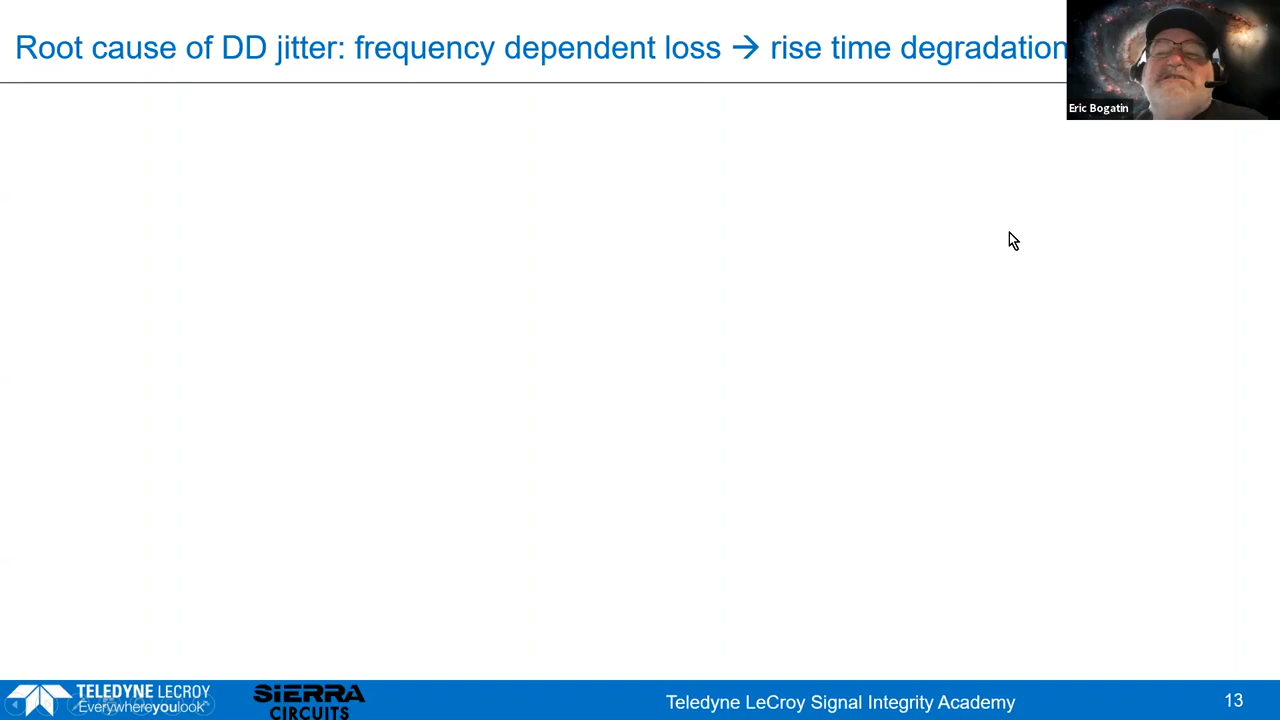 Root cause of DD jitter: frequency dependent loss → rise time degradation
Eric Bogatin
TELEDYNE LECROY
Everywhereyoulook
SIERRA
CIRCUITS
Teledyne LeCroy Signal Integrity Academy
13